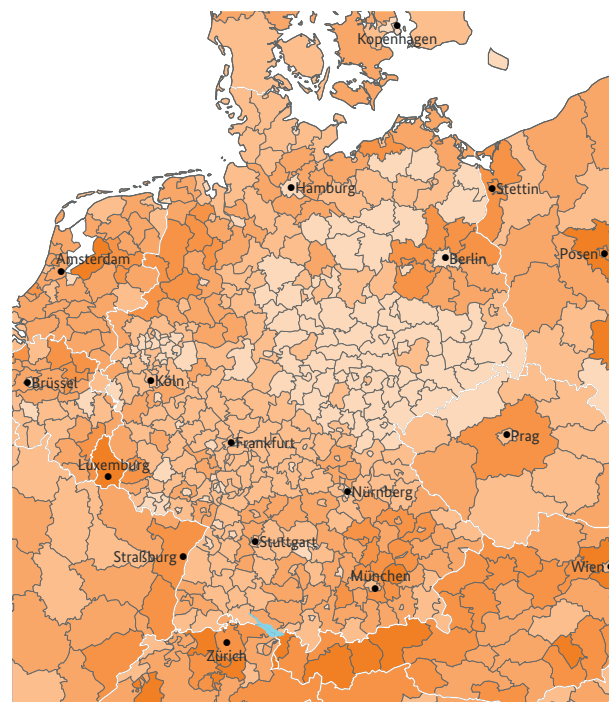 Kopenhagen
Hamburg
Stettin
Amsterdam
Berlin
Posen
Brüssel
Köln
Prag
Frankfurt
Luxemburg
Nürnberg
Stuttgart
Straßburg
München
Wien
Zürich